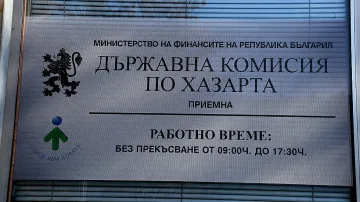 МИНИСТЕРСТВО НА ФИНАНСИТЕ НА РЕПУБЛИКА БЪЛГАРИЯ
ДЪРЖАВНА КОМИСИЯ
ПО ХАЗАРТА
ПРИЕМНА
РАБОТНО ВРЕМЕ:
БЕЗ ПРЕКЪСВАНЕ ОТ 09:00Ч. ДО 17:30Ч.